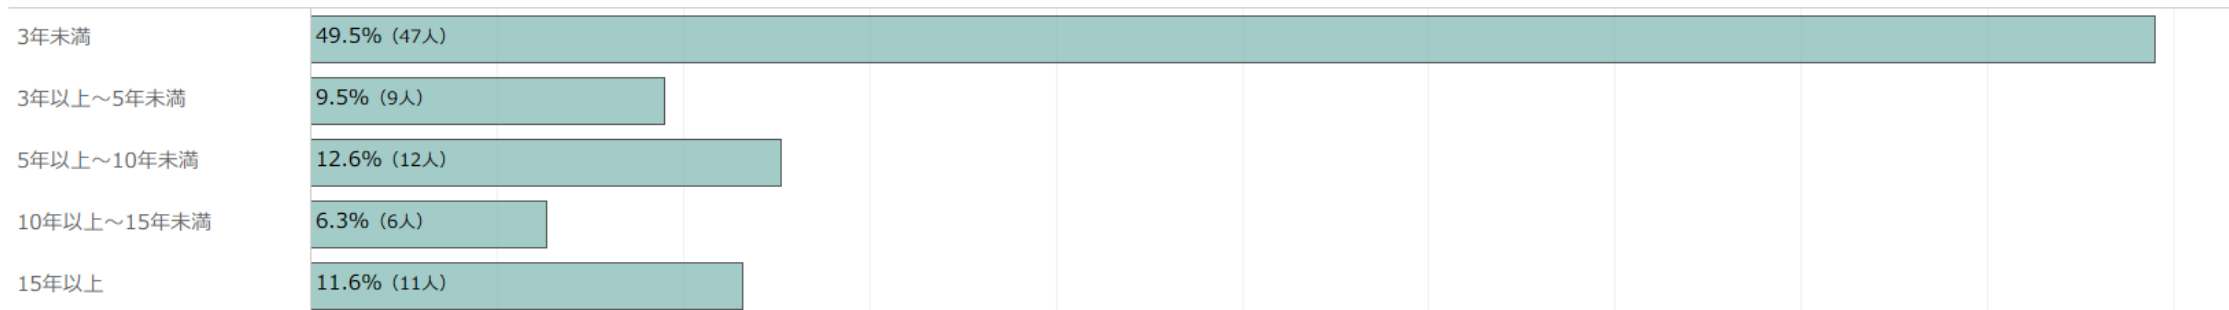 3年未満 49.5%（47人）
3年以上～5年未満 9.5%（9人）
5年以上～10年未満 12.6%（12人）
10年以上～15年未満 6.3%（6人）
15年以上 11.6%（11人）